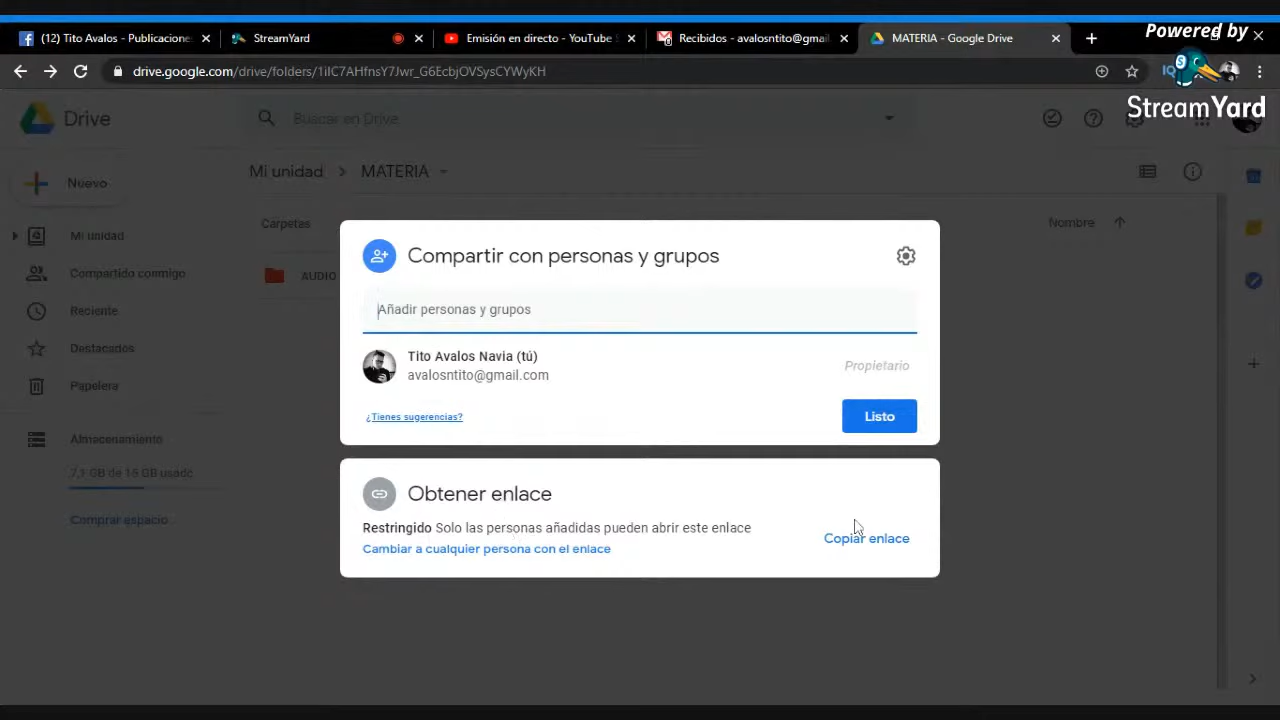 Powered by
StreamYard
(12) Tito Avalos - Publicacione
StreamYard
Emisión en directo - YouTube S
Recibidos - avalosntito@gmail.
MATERIA - Google Drive
drive.google.com/drive/folders/1iIC7AHfnsY7Jwr_G6EcbjOVSysCYWyKH
IQ
Drive
Buscar en Drive
Nuevo
Mi unidad
MATERIA
Carpetas
Nombre
Mi unidad
Compartido conmigo
AUDIO
Reciente
Destacados
Papelera
Almacenamiento
7,1 GB de 15 GB usado
Comprar espacio
Compartir con personas y grupos
Añadir personas y grupos
Tito Avalos Navia (tú)
avalosntito@gmail.com
Propietario
¿Tienes sugerencias?
Listo
Obtener enlace
Restringido Solo las personas añadidas pueden abrir este enlace
Cambiar a cualquier persona con el enlace
Copiar enlace